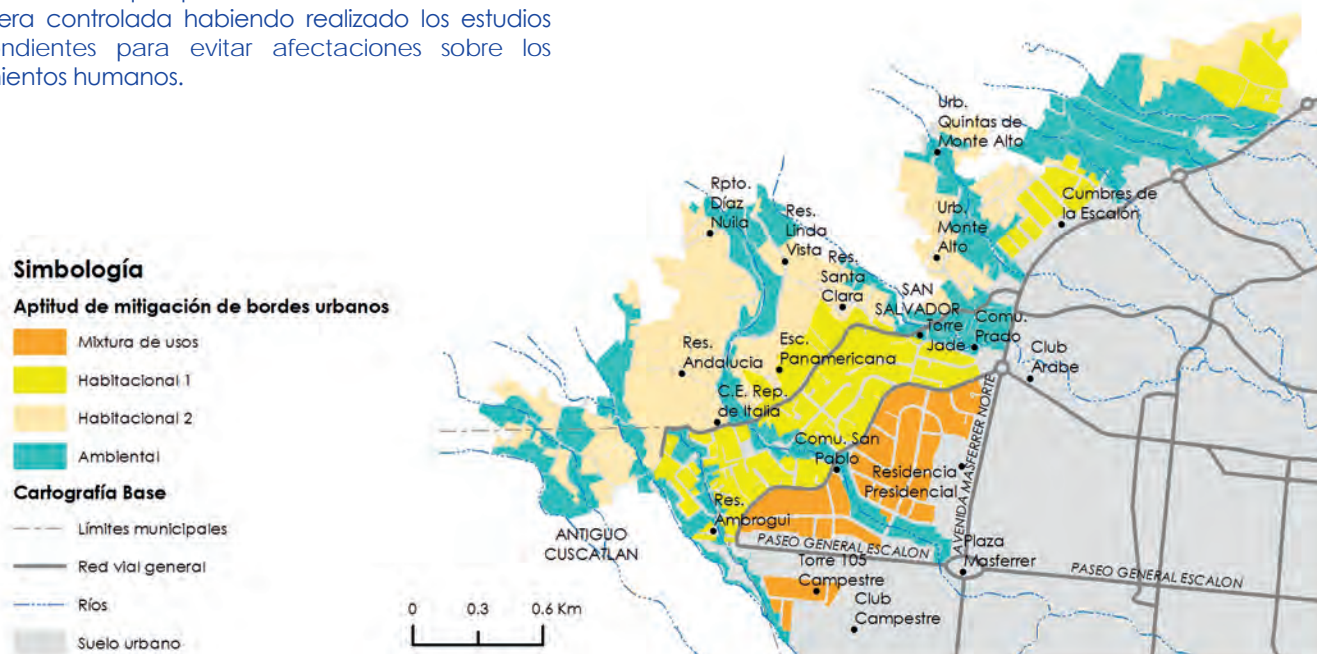 era controlada habiendo realizado los estudios
ndientes para evitar afectaciones sobre los
mientos humanos.
Simbología
Aptitud de mitigación de bordes urbanos
Mixtura de usos
Habitacional 1
Habitacional 2
Ambiental
Cartografía Base
Límites municipales
Red vial general
Ríos
Suelo urbano
0 0.3 0.6 Km
Urb.
Quintas de
Monte Alto
Rpto.
Díaz
Nuila
Res.
Linda
Vista
Urb.
Monte
Alto
Cumbres de
la Escalón
Res.
Santa
Clara
SAN
SALVADOR
Torre
Jade
Comu.
Prado
Club
Arabe
Esc.
Panamericana
Res.
Andalucia
C.E. Rep.
de Italia
Comu. San
Pablo
Residencia
Presidencial
AVENIDA MASFERRER NORTE
Res.
Ambrogui
ANTIGUO
CUSCATLAN
PASEO GENERAL ESCALON
Plaza
Masferrer
PASEO GENERAL ESCALON
Torre 105
Campestre
Club
Campestre